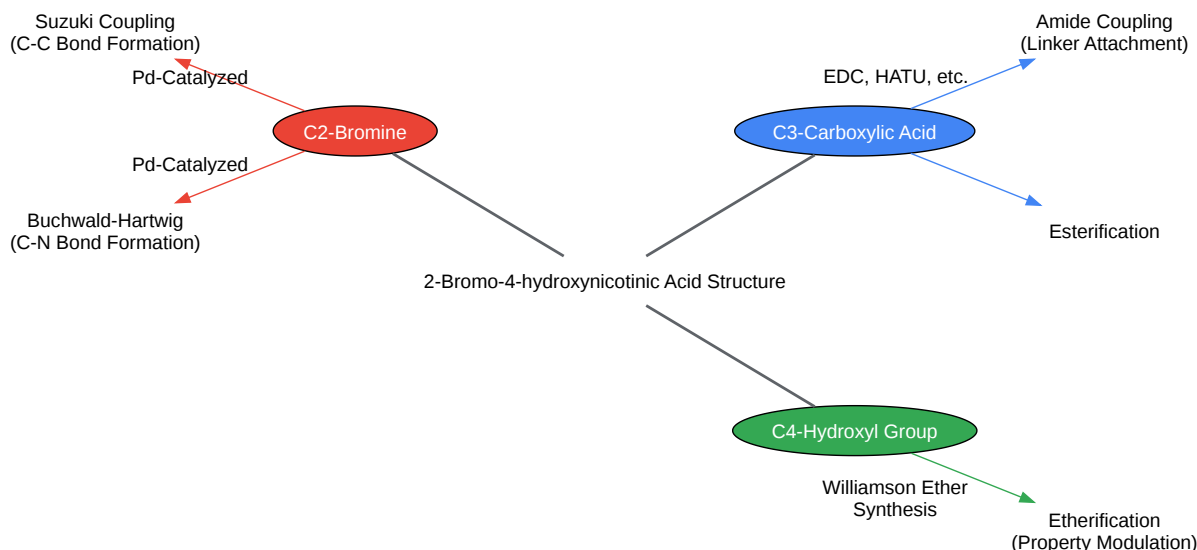 Suzuki Coupling
(C-C Bond Formation)
Pd-Catalyzed
C2-Bromine
Pd-Catalyzed
Buchwald-Hartwig
(C-N Bond Formation)
Amide Coupling
(Linker Attachment)
EDC, HATU, etc.
C3-Carboxylic Acid
Esterification
2-Bromo-4-hydroxynicotinic Acid Structure
C4-Hydroxyl Group
Williamson Ether
Synthesis
Etherification
(Property Modulation)